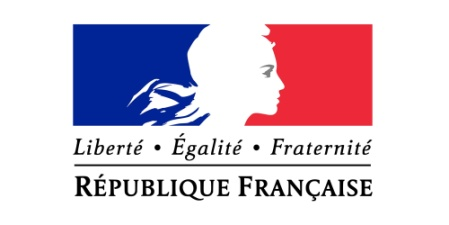 Liberté • Égalité • Fraternité
RÉPUBLIQUE FRANÇAISE